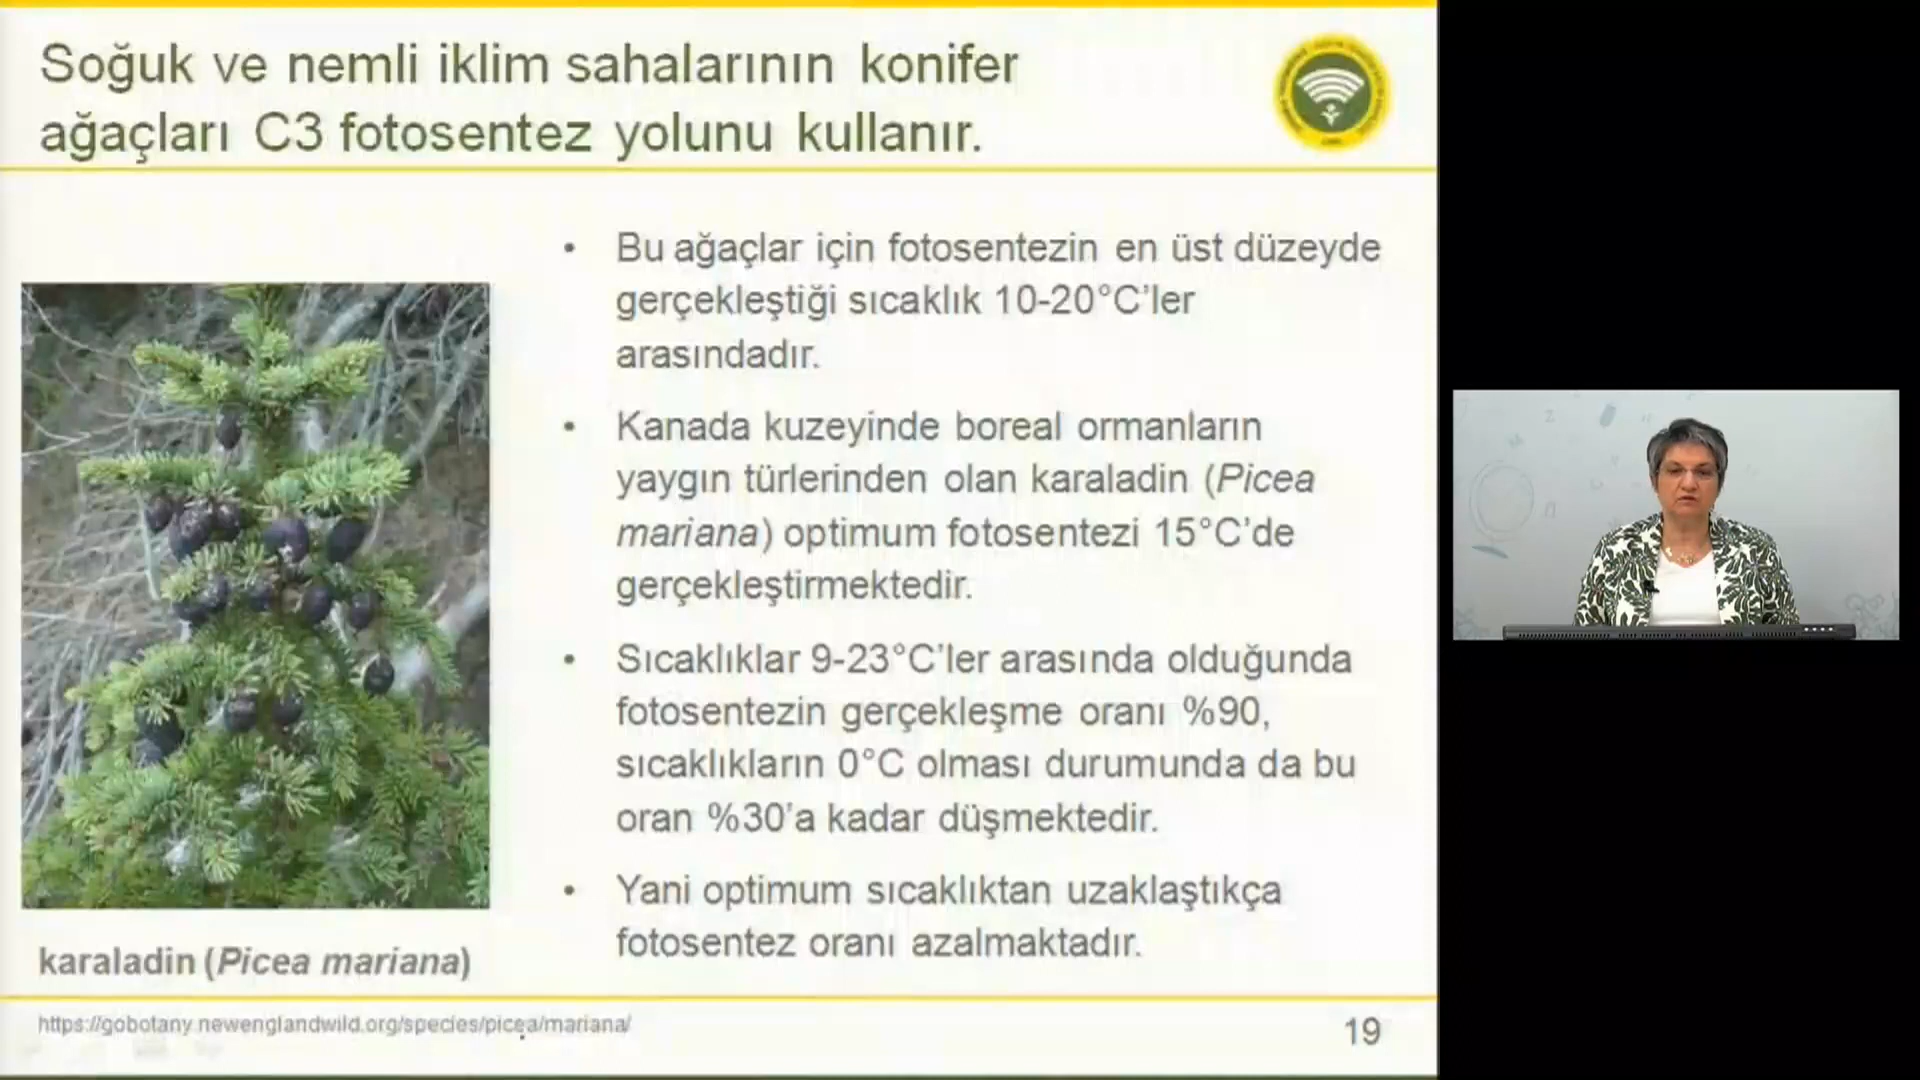 Soğuk ve nemli iklim sahalarının konifer
ağaçları C3 fotosentez yolunu kullanır.
• Bu ağaçlar için fotosentezin en üst düzeyde
gerçekleştiği sıcaklık 10-20°C’ler
arasındadır.
• Kanada kuzeyinde boreal ormanların
yaygın türlerinden olan karaladin (Picea
mariana) optimum fotosentezi 15°C’de
gerçekleştirmektedir.
• Sıcaklıklar 9-23°C’ler arasında olduğunda
fotosentezin gerçekleşme oranı %90,
sıcaklıkların 0°C olması durumunda da bu
oran %30’a kadar düşmektedir.
• Yani optimum sıcaklıktan uzaklaştıkça
fotosentez oranı azalmaktadır.
karaladin (Picea mariana)
https://gobotany.newenglandwild.org/species/picea/mariana/
19